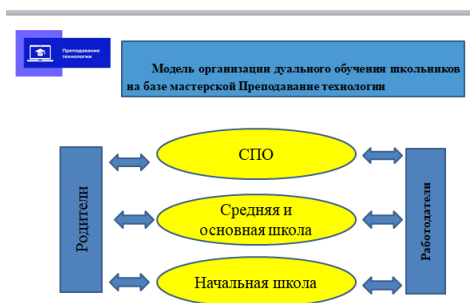 Преподавание
технологии
Модель организации дуального обучения школьников
на базе мастерской Преподавание технологии
СПО
Родители
Средняя и
основная школа
Работодатели
Начальная школа